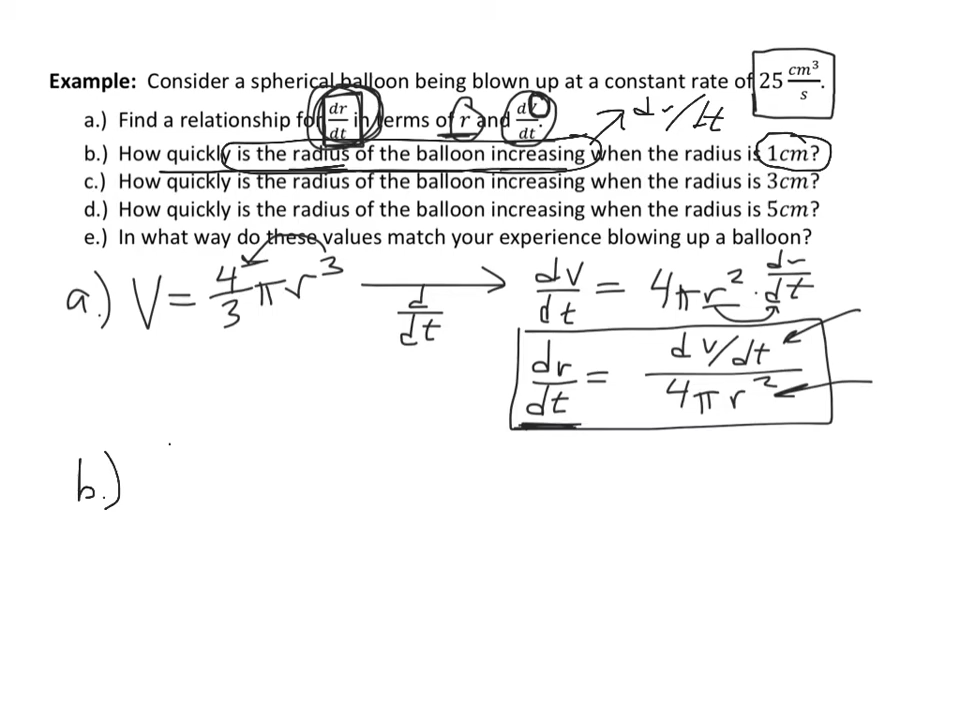 Example: Consider a spherical balloon being blown up at a constant rate of 25 cm³/s.
a.) Find a relationship for dr/dt in terms of r and dV/dt.
dr/dt
b.) How quickly is the radius of the balloon increasing when the radius is 1cm?
c.) How quickly is the radius of the balloon increasing when the radius is 3cm?
d.) How quickly is the radius of the balloon increasing when the radius is 5cm?
e.) In what way do these values match your experience blowing up a balloon?
a.) V = 4/3 πr³ → d/dt dV/dt = 4πr² · dr/dt
dr/dt = dV/dt / 4πr²
b.)